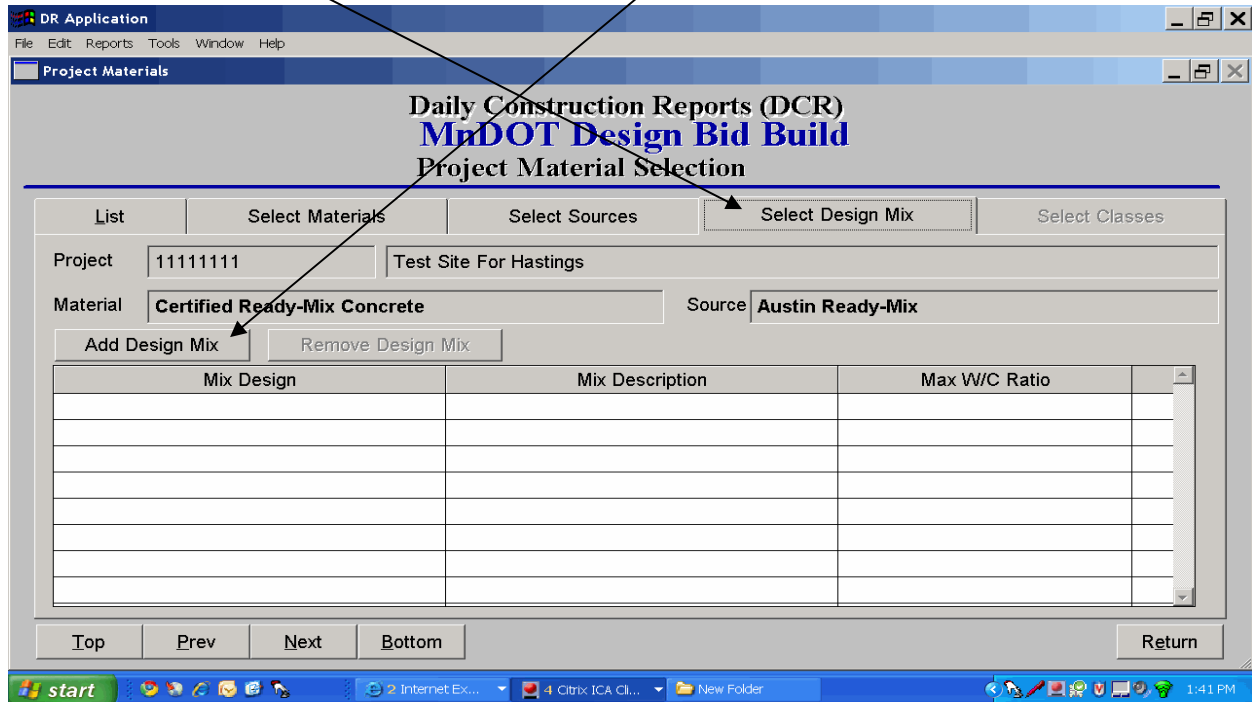 DR Application
File Edit Reports Tools Window Help
Project Materials
Daily Construction Reports (DCR)
MnDOT Design Bid Build
Project Material Selection
List Select Materials Select Sources Select Design Mix Select Classes
Project 11111111 Test Site For Hastings
Material Certified Ready-Mix Concrete Source Austin Ready-Mix
Add Design Mix Remove Design Mix
Mix Design Mix Description Max W/C Ratio
Top Prev Next Bottom Return
start 2 Internet Ex... 4 Citrix ICA Cli... New Folder 1:41 PM